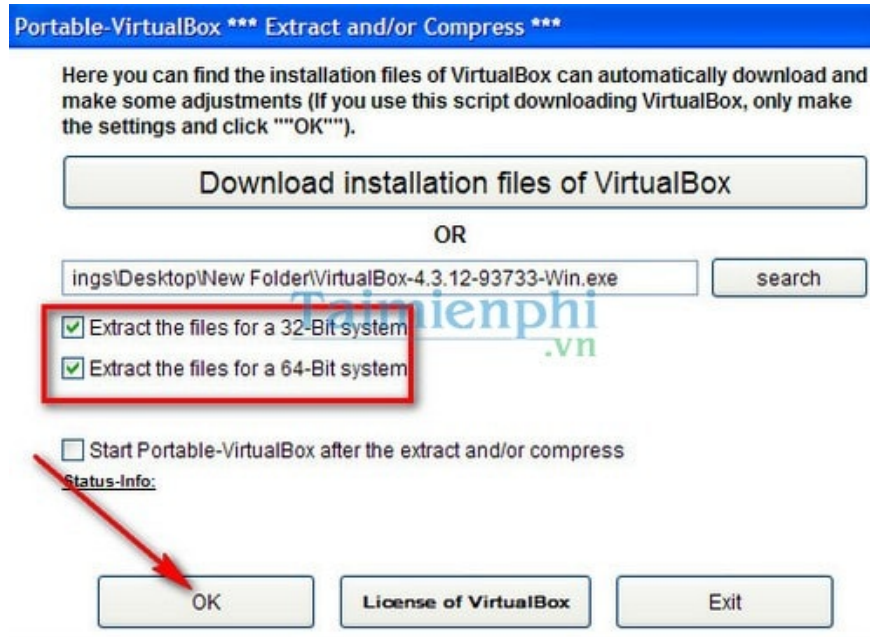 Portable-VirtualBox *** Extract and/or Compress ***
Here you can find the installation files of VirtualBox can automatically download and
make some adjustments (If you use this script downloading VirtualBox, only make
the settings and click ""OK"").
Download installation files of VirtualBox
OR
ings\Desktop\New Folder\VirtualBox-4.3.12-93733-Win.exe
search
Taimienphi
.vn
Extract the files for a 32-Bit system
Extract the files for a 64-Bit system
Start Portable-VirtualBox after the extract and/or compress
Status-Info:
OK
License of VirtualBox
Exit